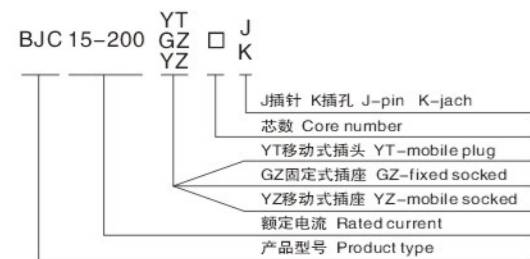 BJC 15-200 YT GZ YZ □ J K
J插针 K插孔 J-pin K-jach
芯数 Core number
YT移动式插头 YT-mobile plug
GZ固定式插座 GZ-fixed socked
YZ移动式插座 YZ-mobile socked
额定电流 Rated current
产品型号 Product type